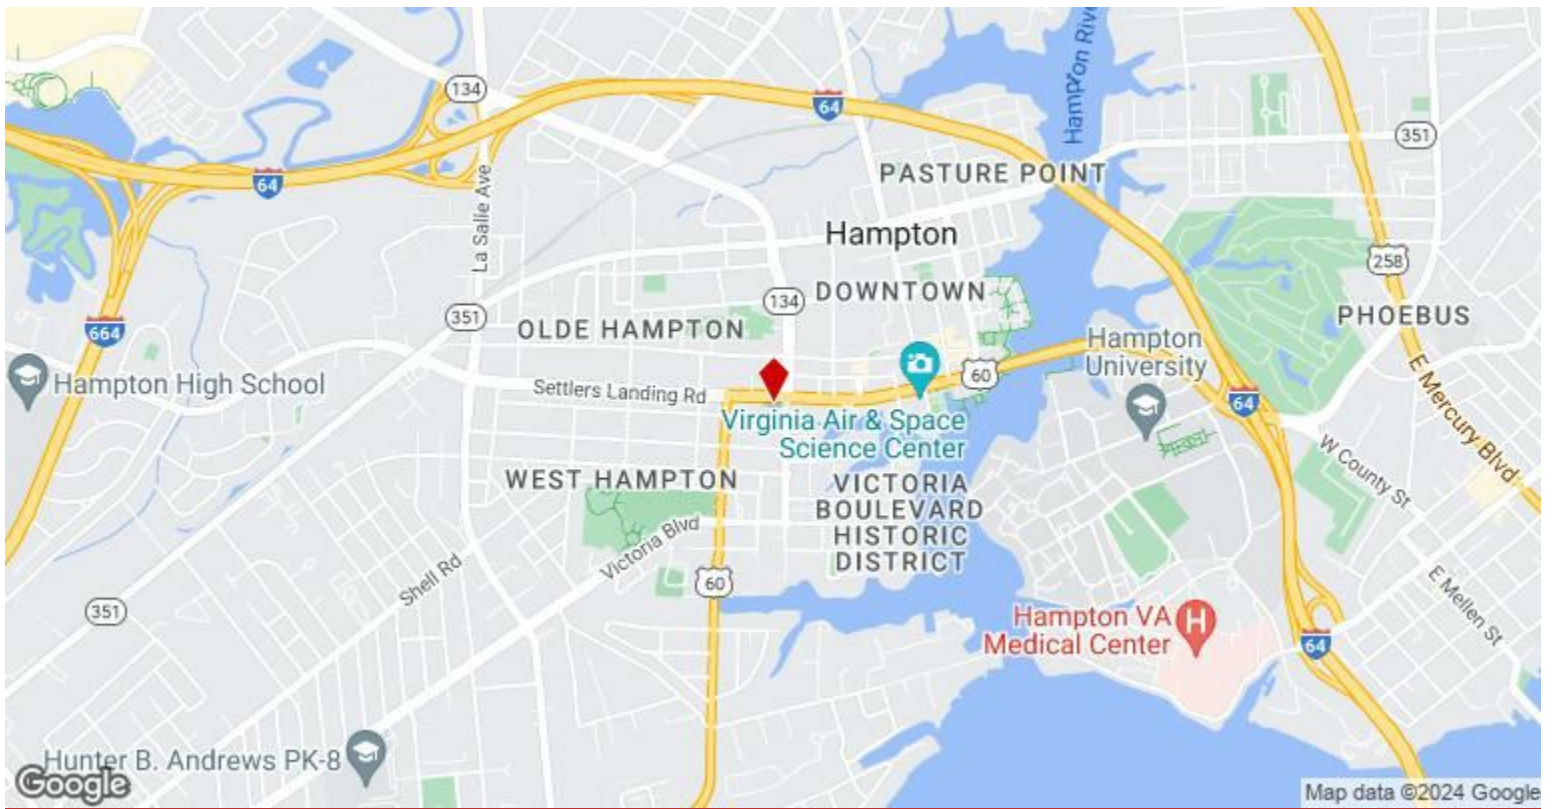 134
64
Hampton River
351
64
PASTURE POINT
La Salle Ave
Hampton
258
134
DOWNTOWN
664
351
OLDE HAMPTON
PHOEBUS
Hampton
University
Hampton High School
Settlers Landing Rd
60
64
E Mercury Blvd
Virginia Air & Space
Science Center
W County St
WEST HAMPTON
VICTORIA
BOULEVARD
HISTORIC
DISTRICT
Victoria Blvd
Shell Rd
60
351
E Mellen St
Hampton VA
Medical Center
H
64
Hunter B. Andrews PK-8
Google
Map data ©2024 Google